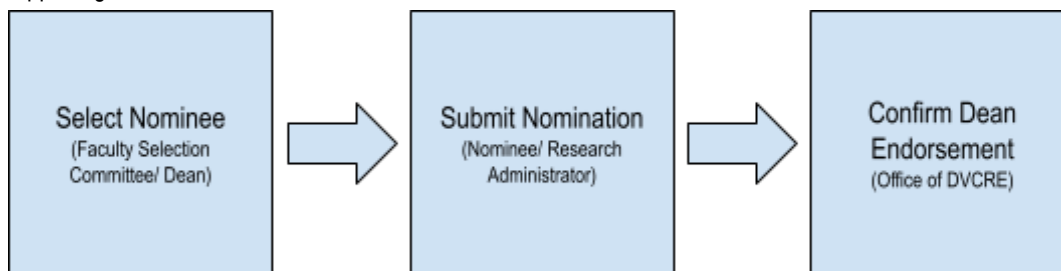 Select Nominee
(Faculty Selection
Committee/ Dean)
Submit Nomination
(Nominee/ Research
Administrator)
Confirm Dean
Endorsement
(Office of DVCRE)